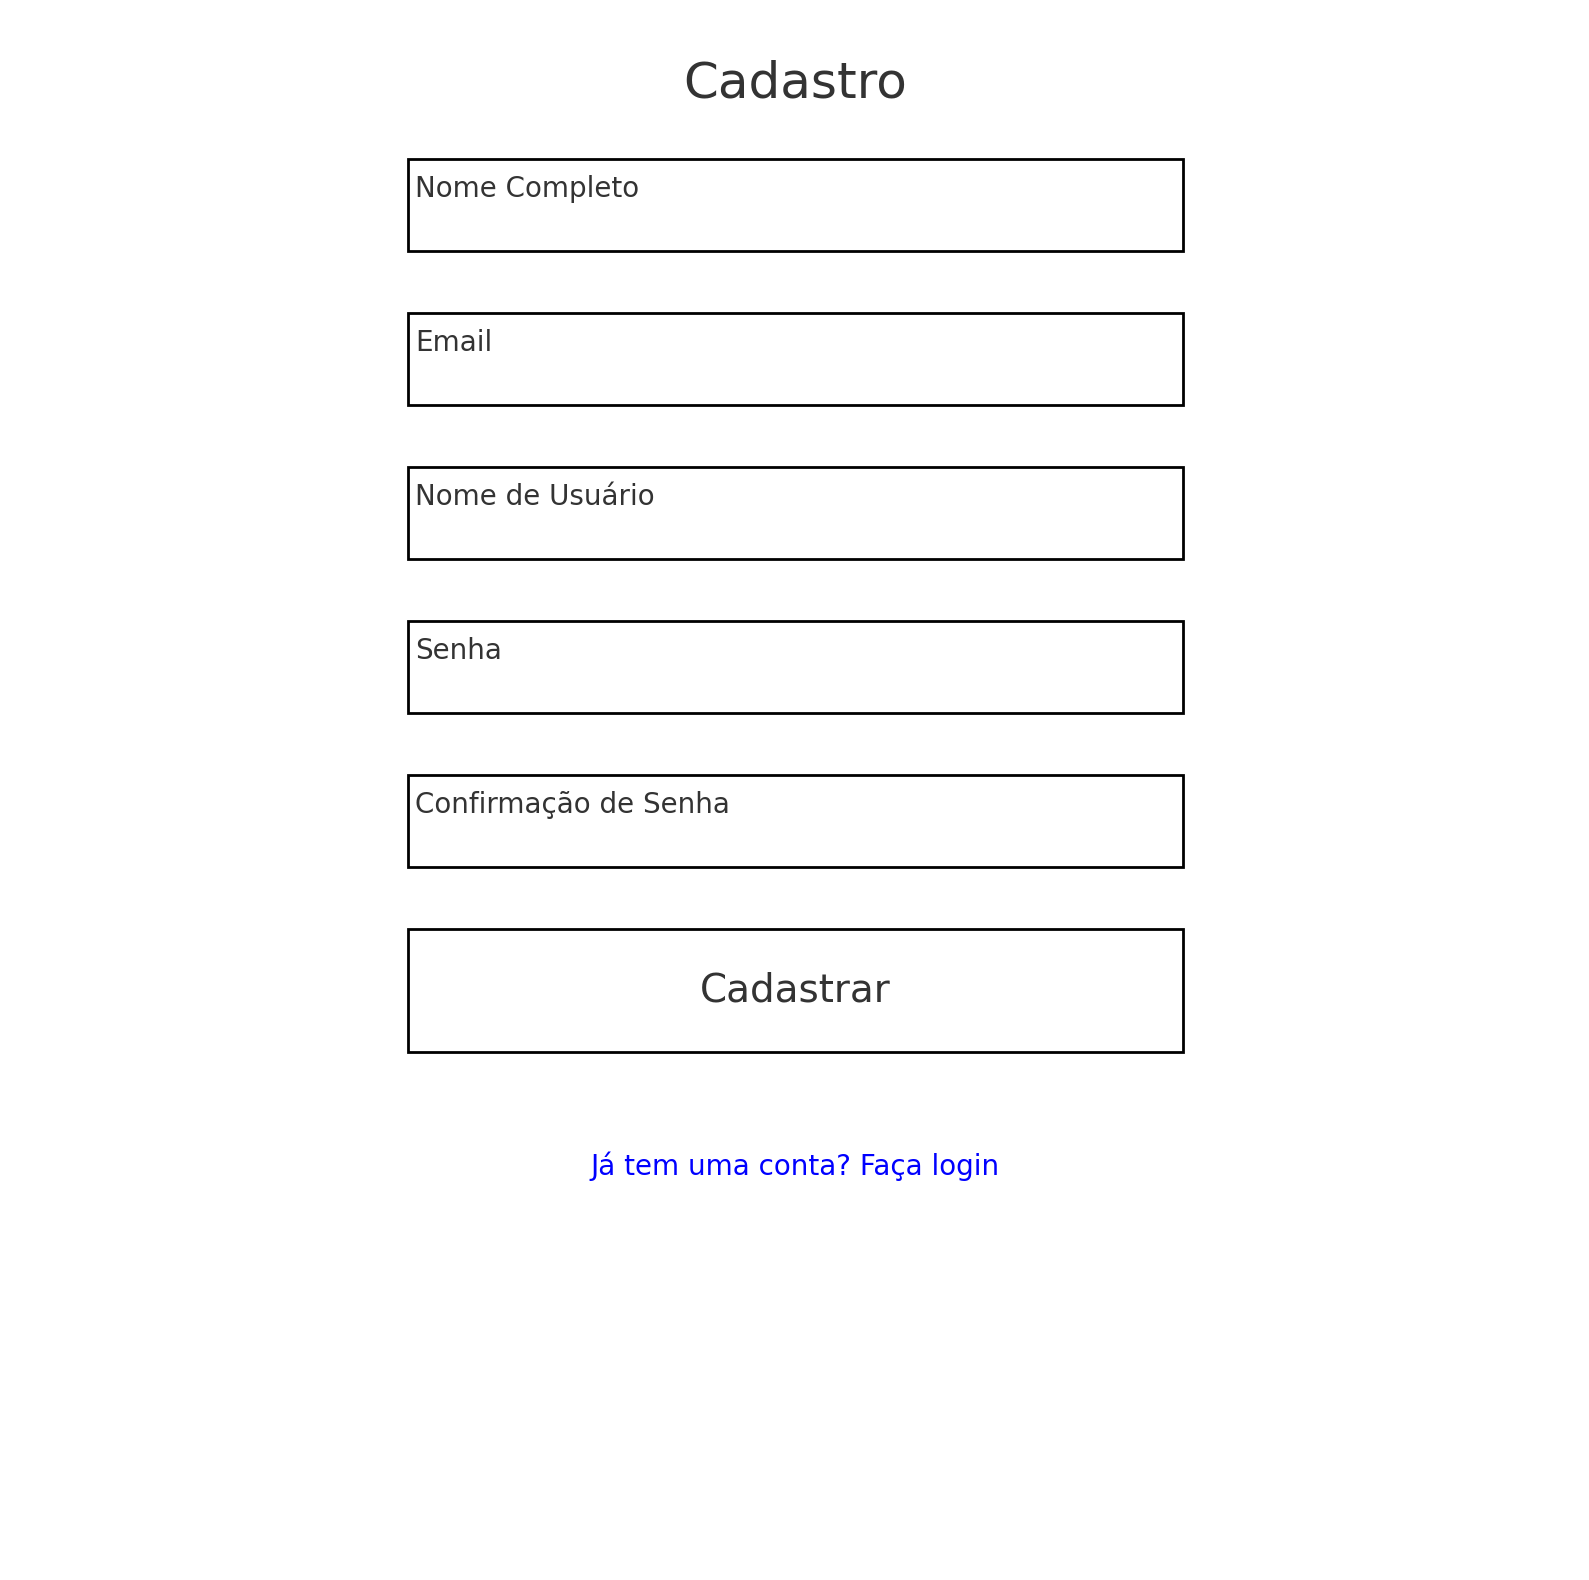 Cadastro
Nome Completo
Email
Nome de Usuário
Senha
Confirmação de Senha
Cadastrar
Já tem uma conta? Faça login